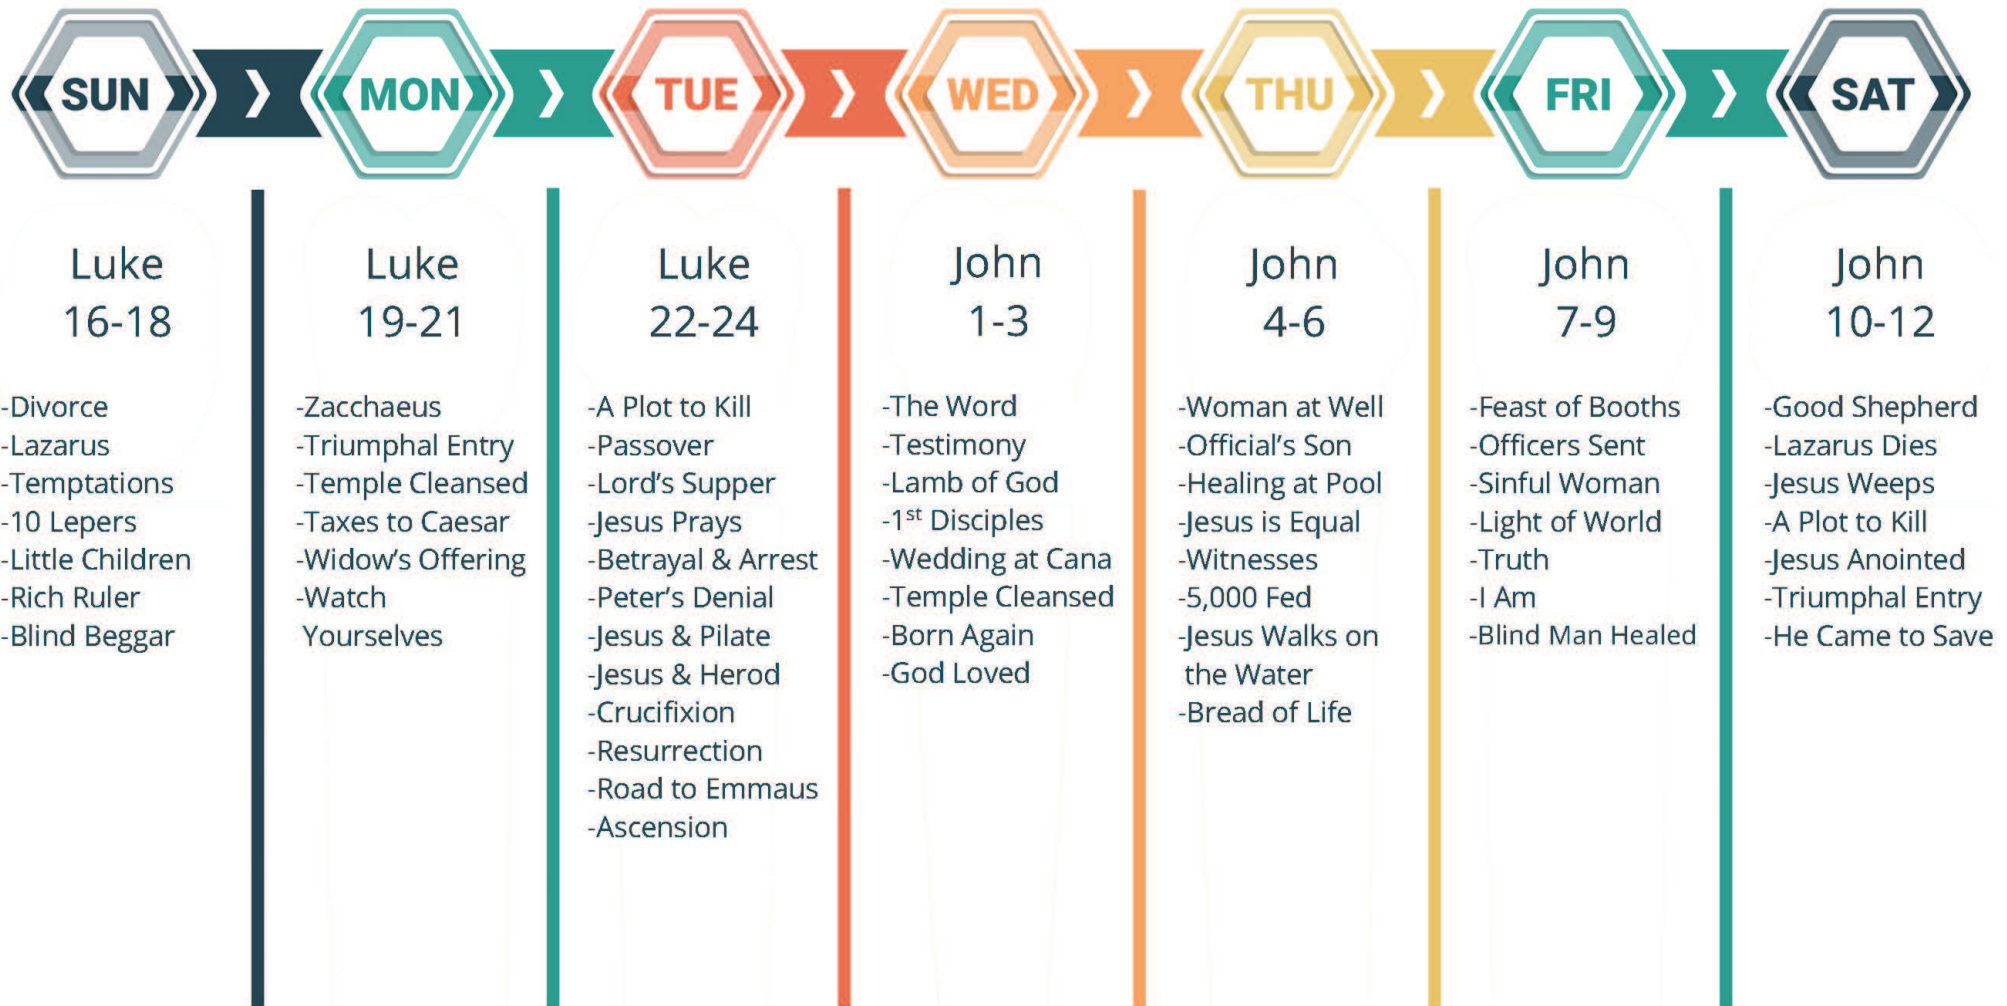 SUN
MON
TUE
WED
THU
FRI
SAT
Luke
16-18
-Divorce
-Lazarus
-Temptations
-10 Lepers
-Little Children
-Rich Ruler
-Blind Beggar
Luke
19-21
-Zacchaeus
-Triumphal Entry
-Temple Cleansed
-Taxes to Caesar
-Widow’s Offering
-Watch
Yourselves
Luke
22-24
-A Plot to Kill
-Passover
-Lord’s Supper
-Jesus Prays
-Betrayal & Arrest
-Peter’s Denial
-Jesus & Pilate
-Jesus & Herod
-Crucifixion
-Resurrection
-Road to Emmaus
-Ascension
John
1-3
-The Word
-Testimony
-Lamb of God
-1st Disciples
-Wedding at Cana
-Temple Cleansed
-Born Again
-God Loved
John
4-6
-Woman at Well
-Official’s Son
-Healing at Pool
-Jesus is Equal
-Witnesses
-5,000 Fed
-Jesus Walks on
the Water
-Bread of Life
John
7-9
-Feast of Booths
-Officers Sent
-Sinful Woman
-Light of World
-Truth
-I Am
-Blind Man Healed
John
10-12
-Good Shepherd
-Lazarus Dies
-Jesus Weeps
-A Plot to Kill
-Jesus Anointed
-Triumphal Entry
-He Came to Save